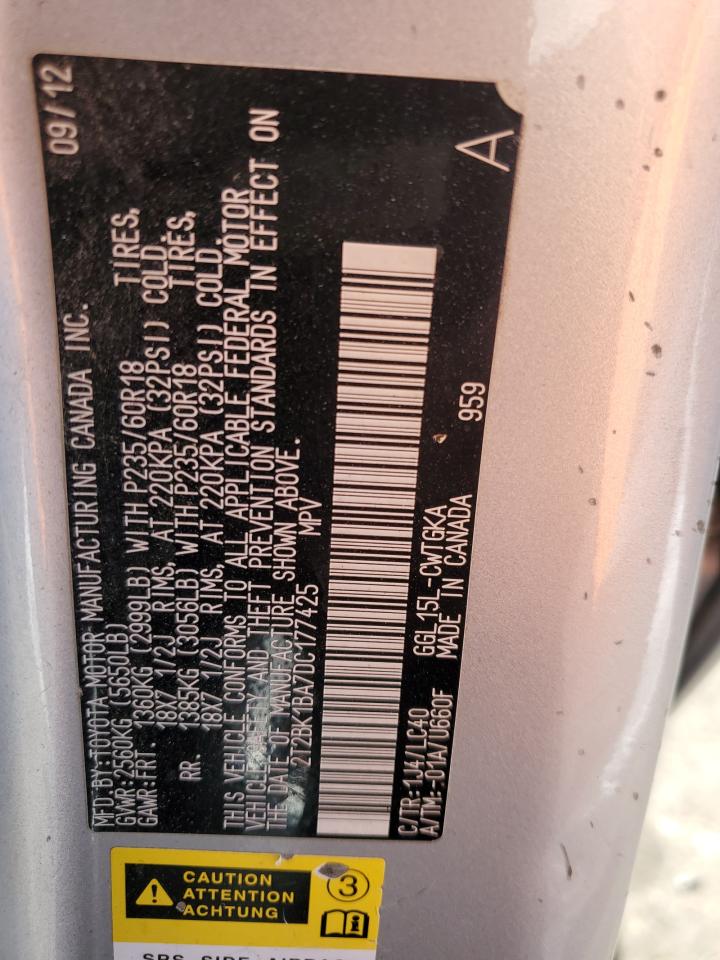 MFD.BY:TOYOTA MOTOR MANUFACTURING CANADA INC. 09/12
GVWR:2560KG (5650LB)
GAWR:FRT. 1360KG (2999LB) WITH P235/60R18 TIRES,
18X7 1/2J RIMS, AT 220KPA (32PSI) COLD.
RR. 1385KG (3056LB) WITH P235/60R18 TIRES,
18X7 1/2J RIMS, AT 220KPA (32PSI) COLD.
THIS VEHICLE CONFORMS TO ALL APPLICABLE FEDERAL MOTOR
VEHICLE SAFETY AND THEFT PREVENTION STANDARDS IN EFFECT ON
THE DATE OF MANUFACTURE SHOWN ABOVE.
2T2BK1BA7DC177425 MPV
C/TR:1J4/LC40 GGL15L-CWTGKA
A/TM:-01A/U660F MADE IN CANADA 959 A
CAUTION
ATTENTION
ACHTUNG
3
SRS SIDE